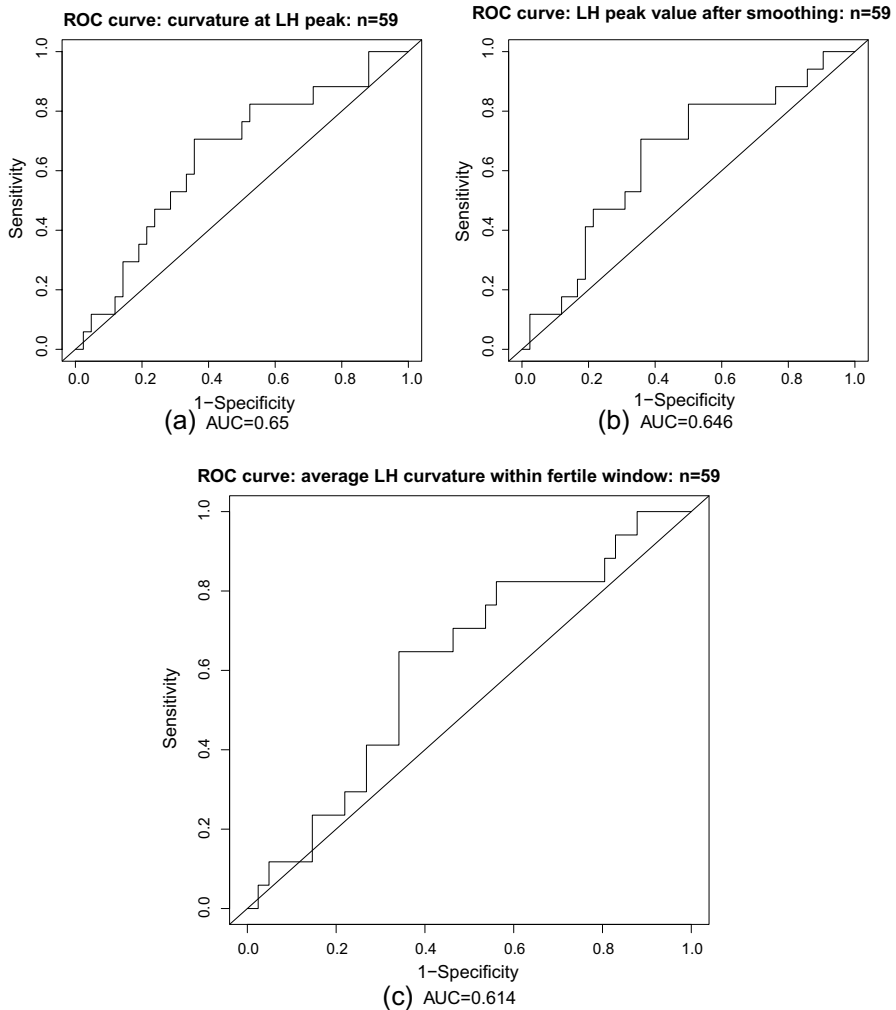 ROC curve: curvature at LH peak: n=59
Sensitivity
0.0 0.2 0.4 0.6 0.8 1.0
0.0 0.2 0.4 0.6 0.8 1.0
1−Specificity
(a) AUC=0.65
ROC curve: LH peak value after smoothing: n=59
Sensitivity
0.0 0.2 0.4 0.6 0.8 1.0
0.0 0.2 0.4 0.6 0.8 1.0
1−Specificity
(b) AUC=0.646
ROC curve: average LH curvature within fertile window: n=59
Sensitivity
0.0 0.2 0.4 0.6 0.8 1.0
0.0 0.2 0.4 0.6 0.8 1.0
1−Specificity
(c) AUC=0.614